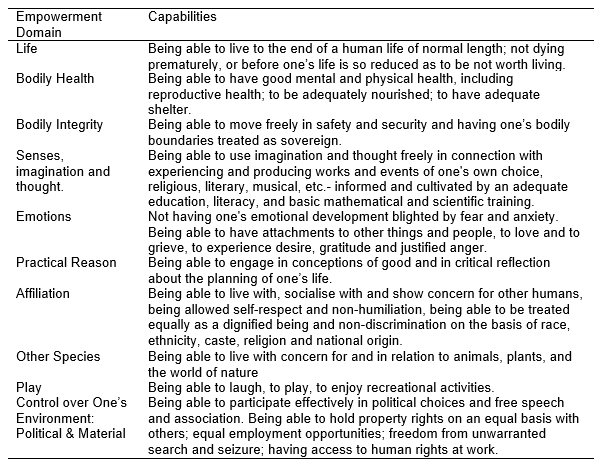 Empowerment Capabilities
Domain
Life Being able to live to the end of a human life of normal length; not dying
prematurely, or before one's life is so reduced as to be not worth living.
Bodily Health Being able to have good mental and physical health, including
reproductive health; to be adequately nourished; to have adequate
shelter.
Bodily Integrity Being able to move freely in safety and security and having one's bodily
boundaries treated as sovereign.
Senses, Being able to use imagination and thought freely in connection with
imagination and experiencing and producing works and events of one's own choice,
thought. religious, literary, musical, etc.- informed and cultivated by an adequate
education, literacy, and basic mathematical and scientific training.
Emotions Not having one's emotional development blighted by fear and anxiety.
Being able to have attachments to other things and people, to love and to
grieve, to experience desire, gratitude and justified anger.
Practical Reason Being able to engage in conceptions of good and in critical reflection
about the planning of one's life.
Affiliation Being able to live with, socialise with and show concern for other humans,
being allowed self-respect and non-humiliation, being able to be treated
equally as a dignified being and non-discrimination on the basis of race,
ethnicity, caste, religion and national origin.
Other Species Being able to live with concern for and in relation to animals, plants, and
the world of nature
Play Being able to laugh, to play, to enjoy recreational activities.
Control over One's Being able to participate effectively in political choices and free speech
Environment: and association. Being able to hold property rights on an equal basis with
Political & Material others; equal employment opportunities; freedom from unwarranted
search and seizure; having access to human rights at work.